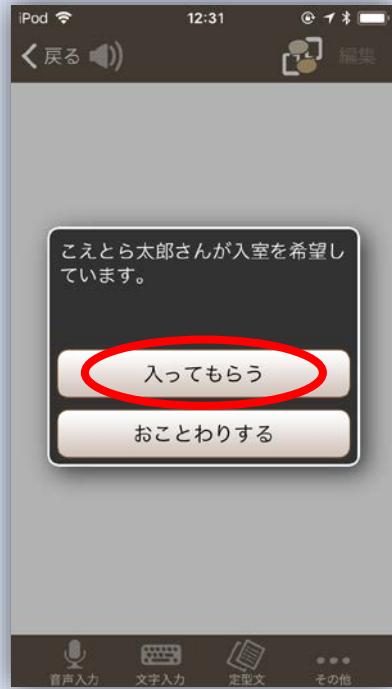 iPod 12:31
戻る 編集
こえとら太郎さんが入室を希望し
ています。
入ってもらう
おことわりする
音声入力 文字入力 定型文 その他